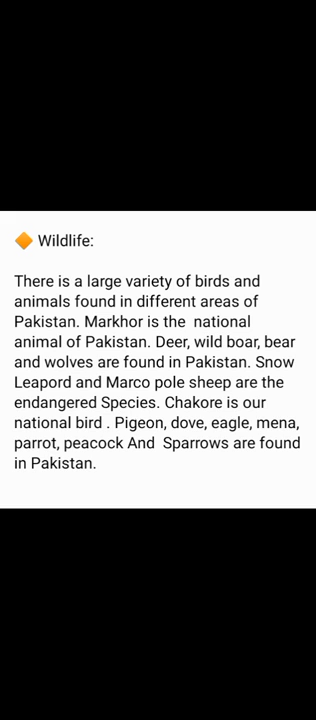 🔶 Wildlife:
There is a large variety of birds and
animals found in different areas of
Pakistan. Markhor is the  national
animal of Pakistan. Deer, wild boar, bear
and wolves are found in Pakistan. Snow
Leapord and Marco pole sheep are the
endangered Species. Chakore is our
national bird . Pigeon, dove, eagle, mena,
parrot, peacock And  Sparrows are found
in Pakistan.